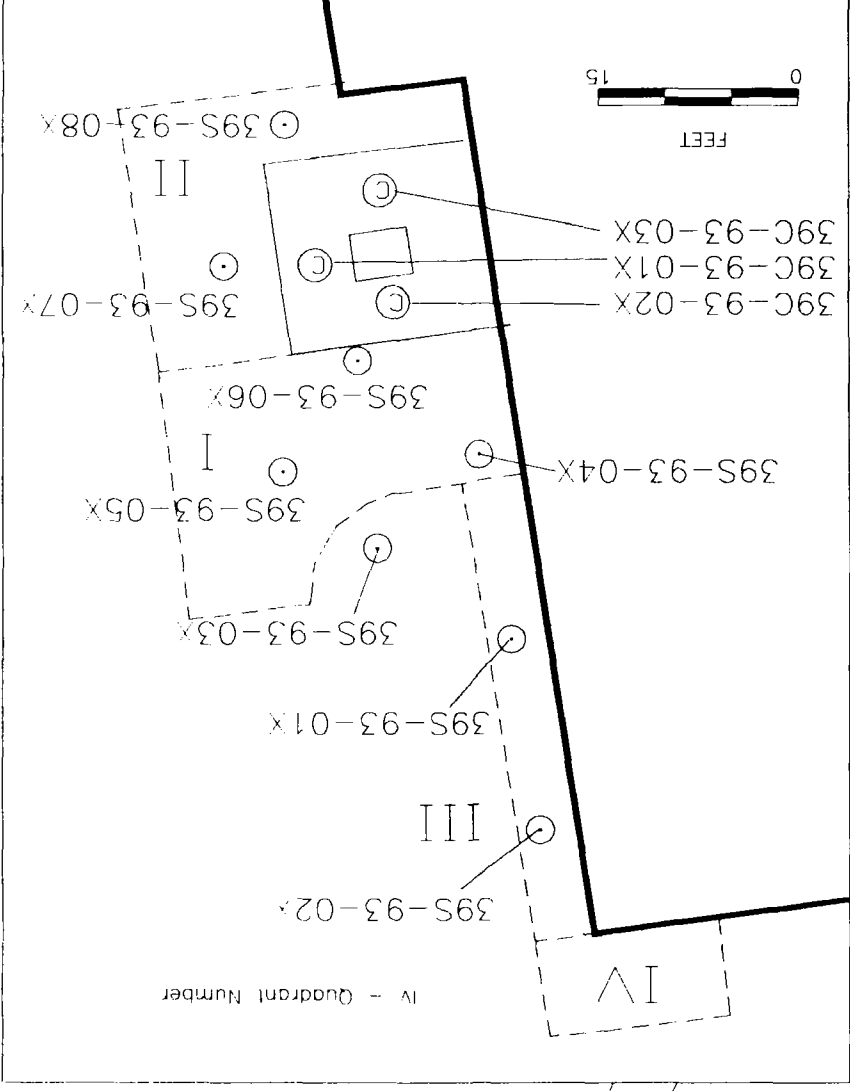 IV - Quadrant Number
IV
39S-93-02X
III
39S-93-01X
39S-93-03X
39S-93-05X
I
39S-93-04X
39S-93-06X
39C-93-02X
39C-93-01X
39C-93-03X
C
C
C
39S-93-07X
II
39S-93-08X
FEET
0 15